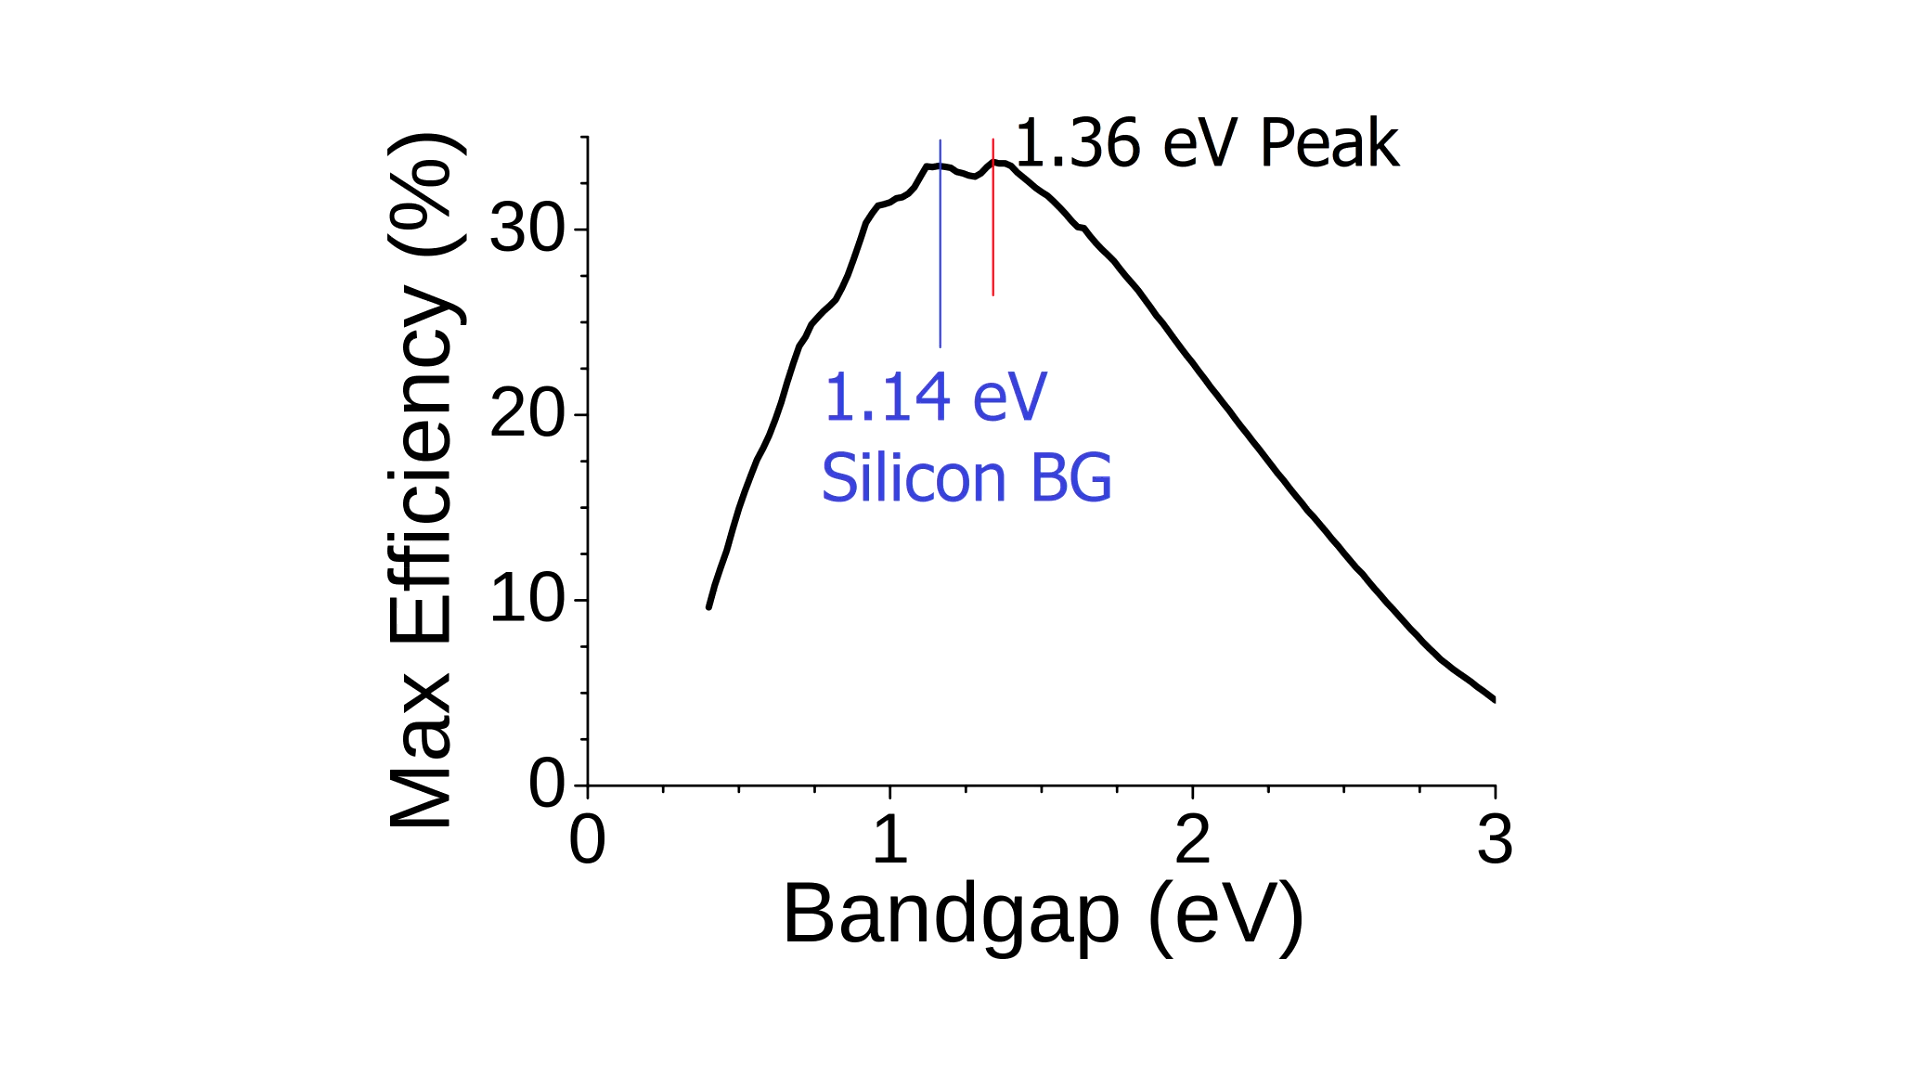 1.36 eV Peak
Max Efficiency (%)
30
20
10
0
1.14 eV
Silicon BG
0
1
2
3
Bandgap (eV)